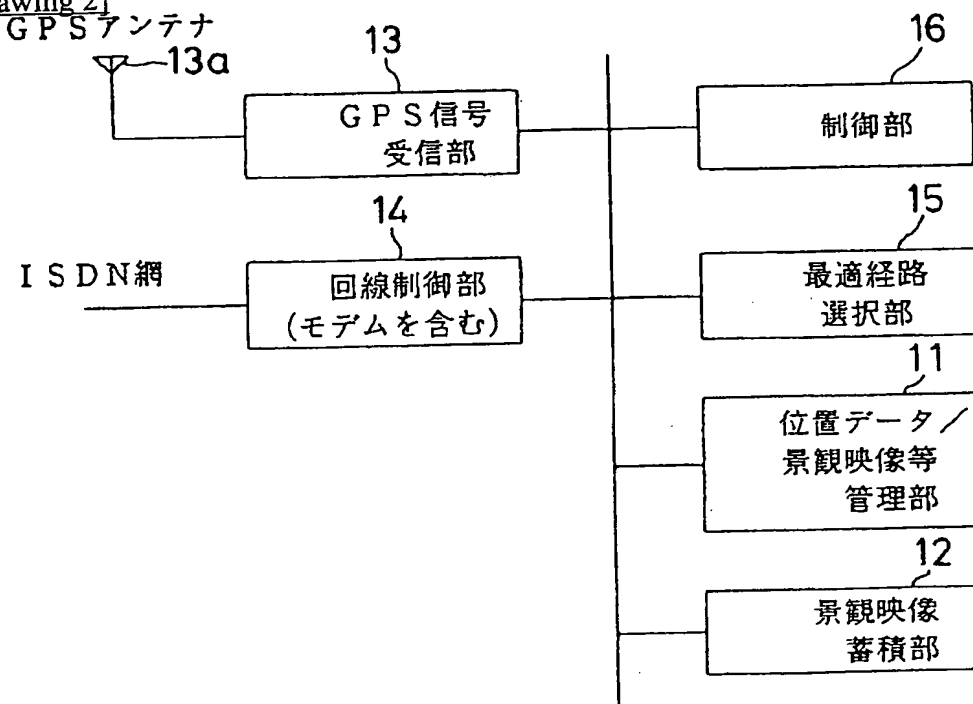 awing 2]
GPSアンテナ
13a
13
GPS信号
受信部
16
制御部
14
ISDN網
回線制御部
(モデムを含む)
15
最適経路
選択部
11
位置データ/
景観映像等
管理部
12
景観映像
蓄積部